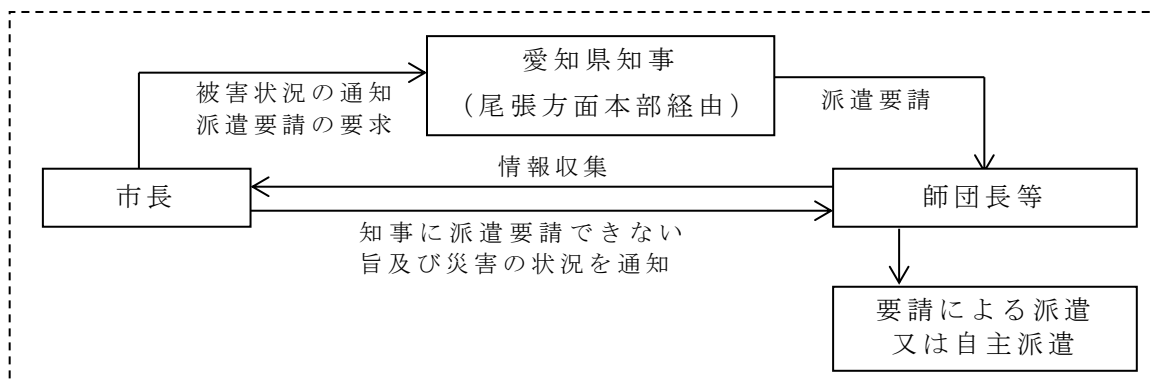 愛知県知事
（尾張方面本部経由）
被害状況の通知
派遣要請の要求
派遣要請
情報収集
市長
師団長等
知事に派遣要請できない
旨及び災害の状況を通知
要請による派遣
又は自主派遣